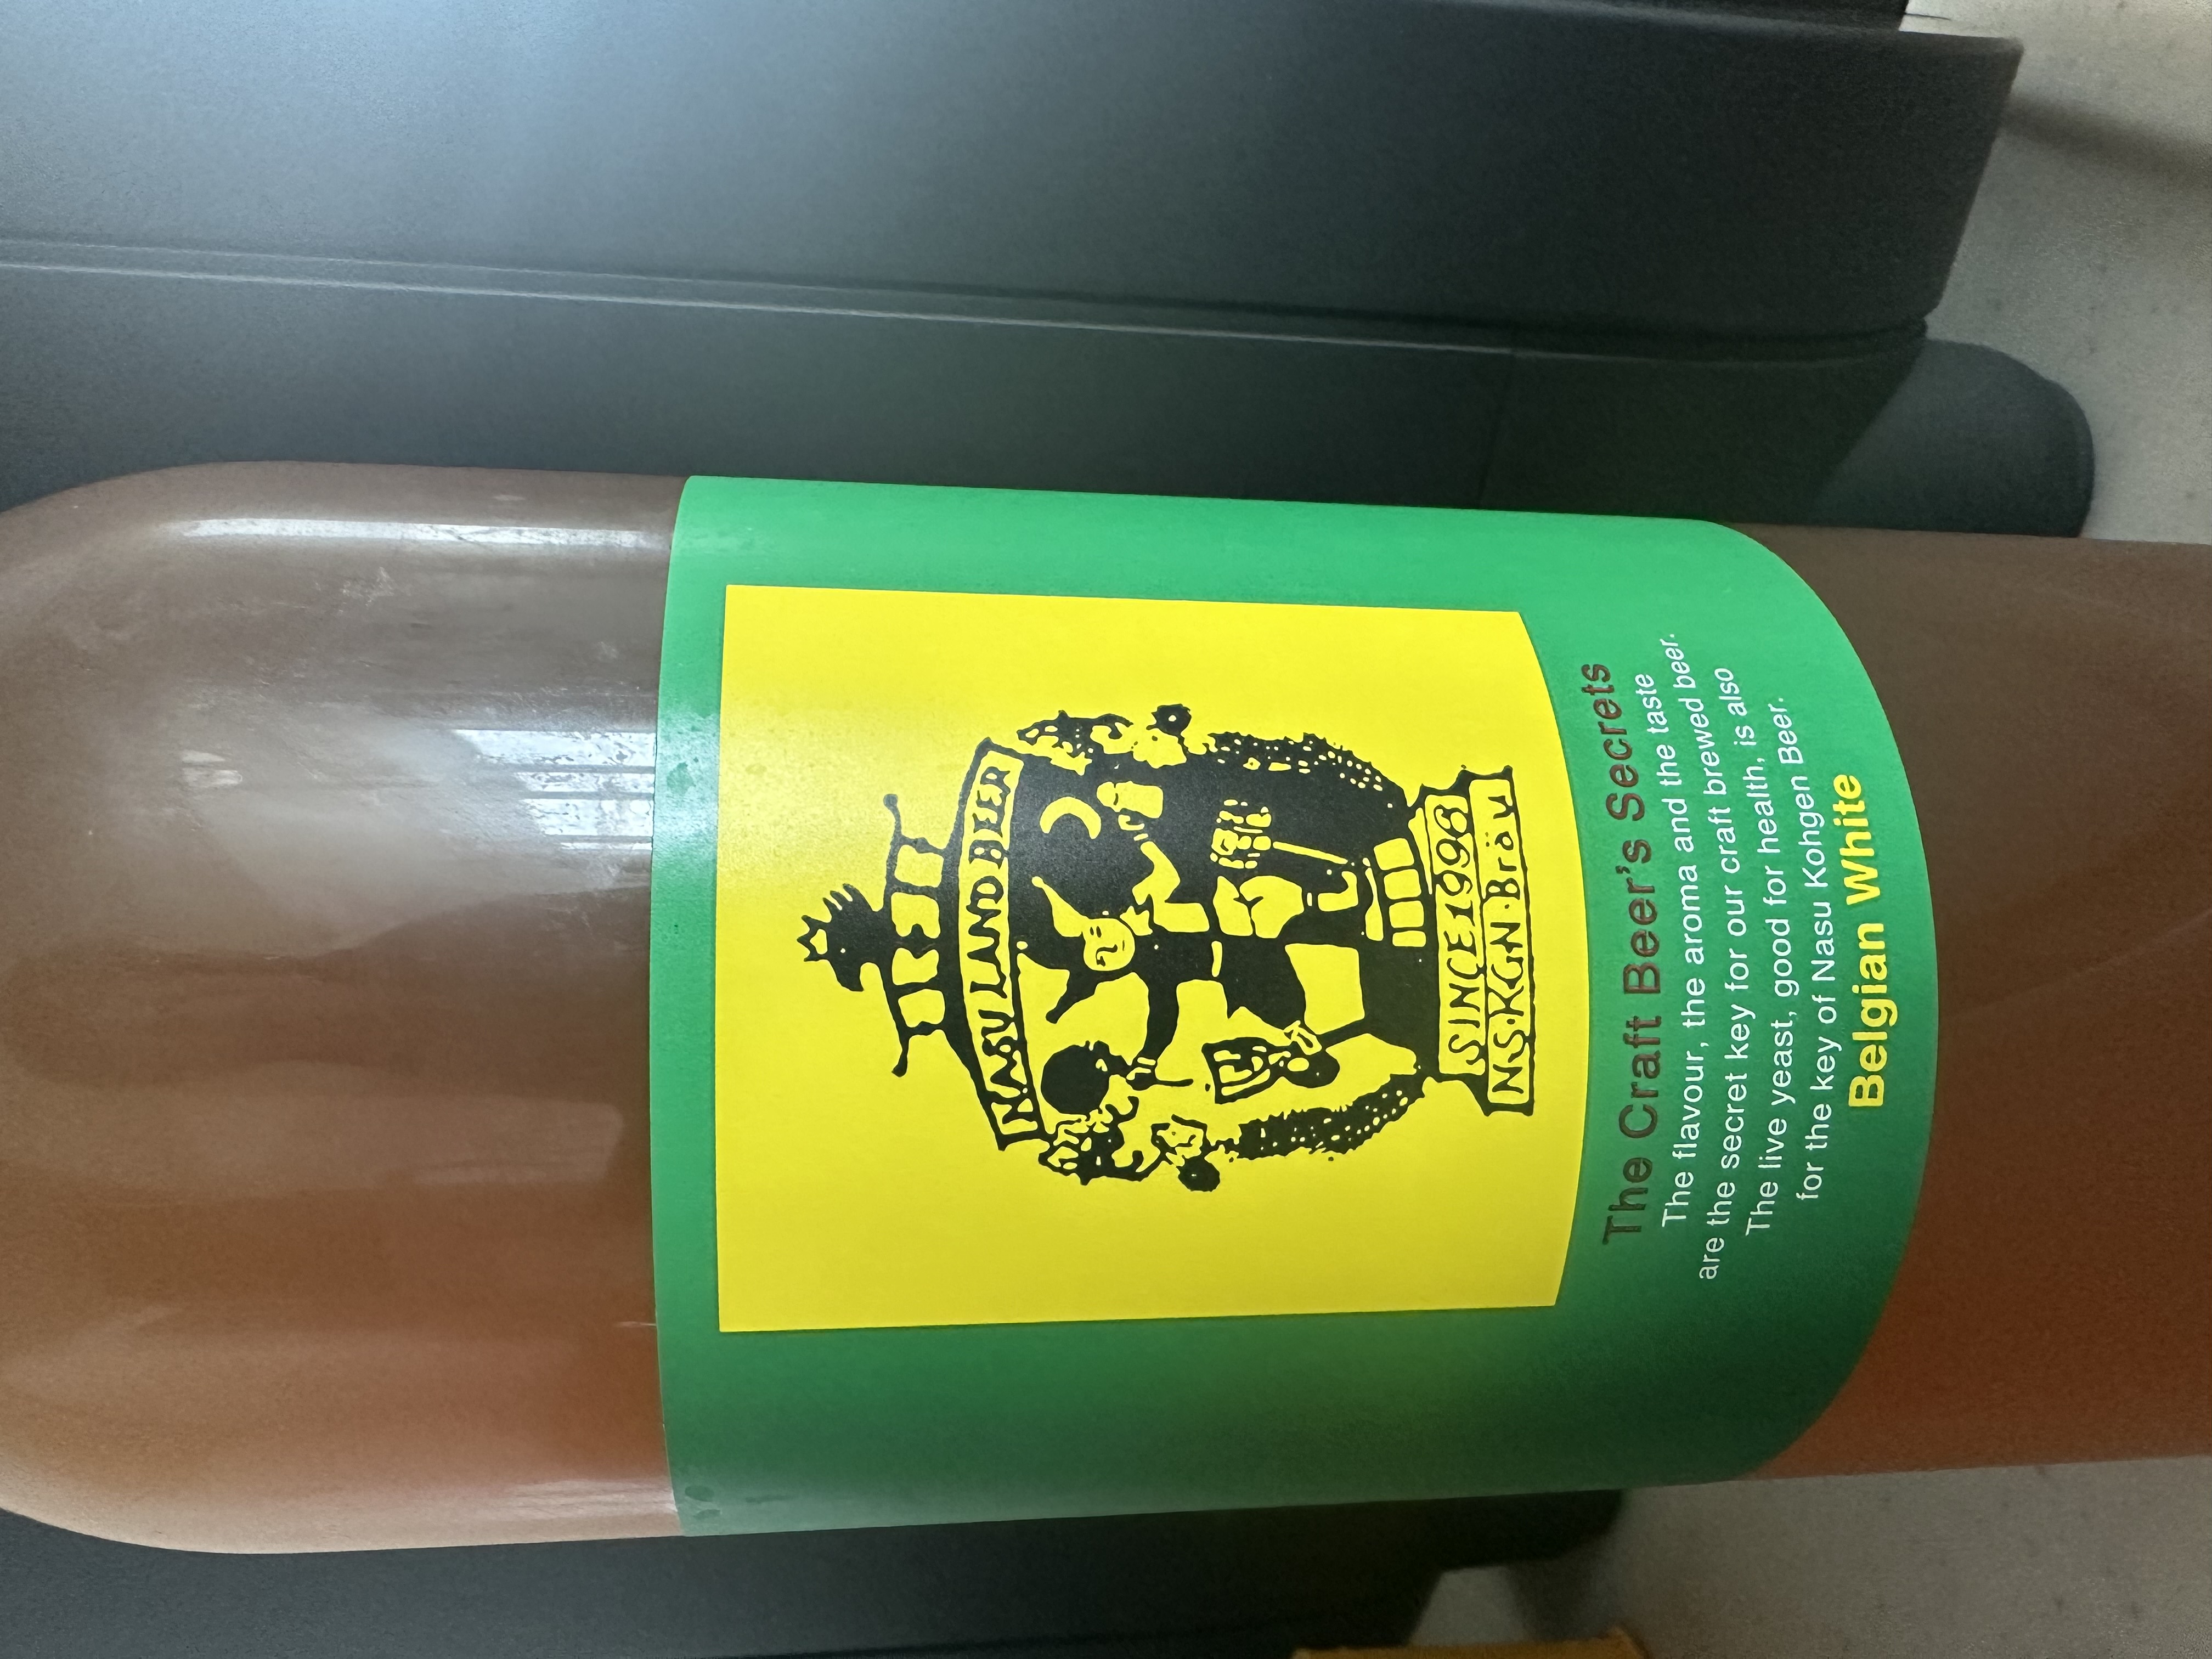 NASU LAND BEER
SINCE 1996
NS·KGN·Bräu
The Craft Beer's Secrets
The flavour, the aroma and the taste
are the secret key for our craft brewed beer.
The live yeast, good for health, is also
for the key of Nasu Kohgen Beer.
Belgian White